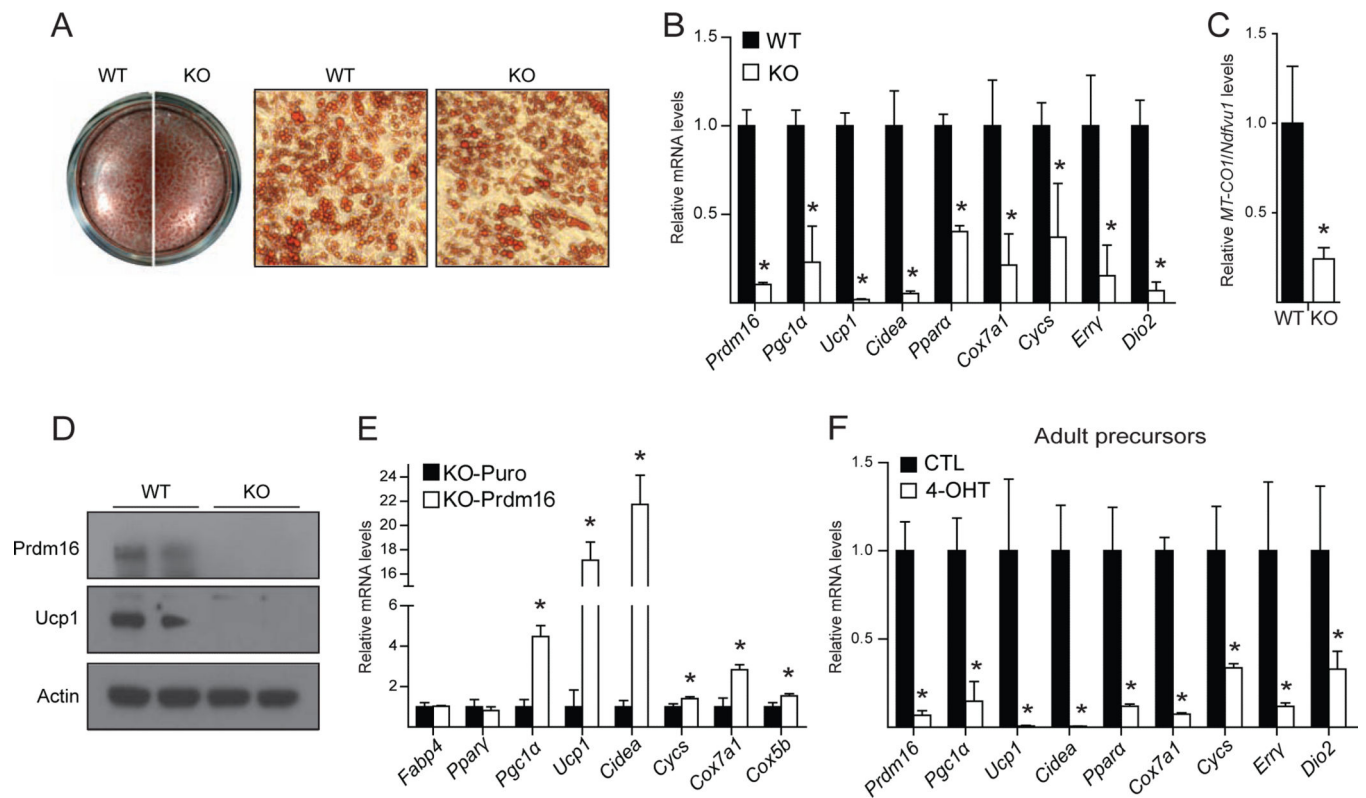 A
WT KO
WT
KO
B
WT
KO
Relative mRNA levels
1.5
1.0
0.5
Prdm16
Pgc1α
Ucp1
Cidea
Pparα
Cox7a1
Cycs
Errγ
Dio2
* * * * * * * * *
C
Relative MT-CO1/Ndfvu1 levels
1.5
1.0
0.5
*
WT KO
D
WT
KO
Prdm16
Ucp1
Actin
E
KO-Puro
KO-Prdm16
Relative mRNA levels
24
22
20
18
16
14
6
4
2
* * * * * *
Fabp4
Pparγ
Pgc1α
Ucp1
Cidea
Cycs
Cox7a1
Cox5b
F
Adult precursors
CTL
4-OHT
Relative mRNA levels
1.5
1.0
0.5
* * * * * * * * *
Prdm16
Pgc1α
Ucp1
Cidea
Pparα
Cox7a1
Cycs
Errγ
Dio2